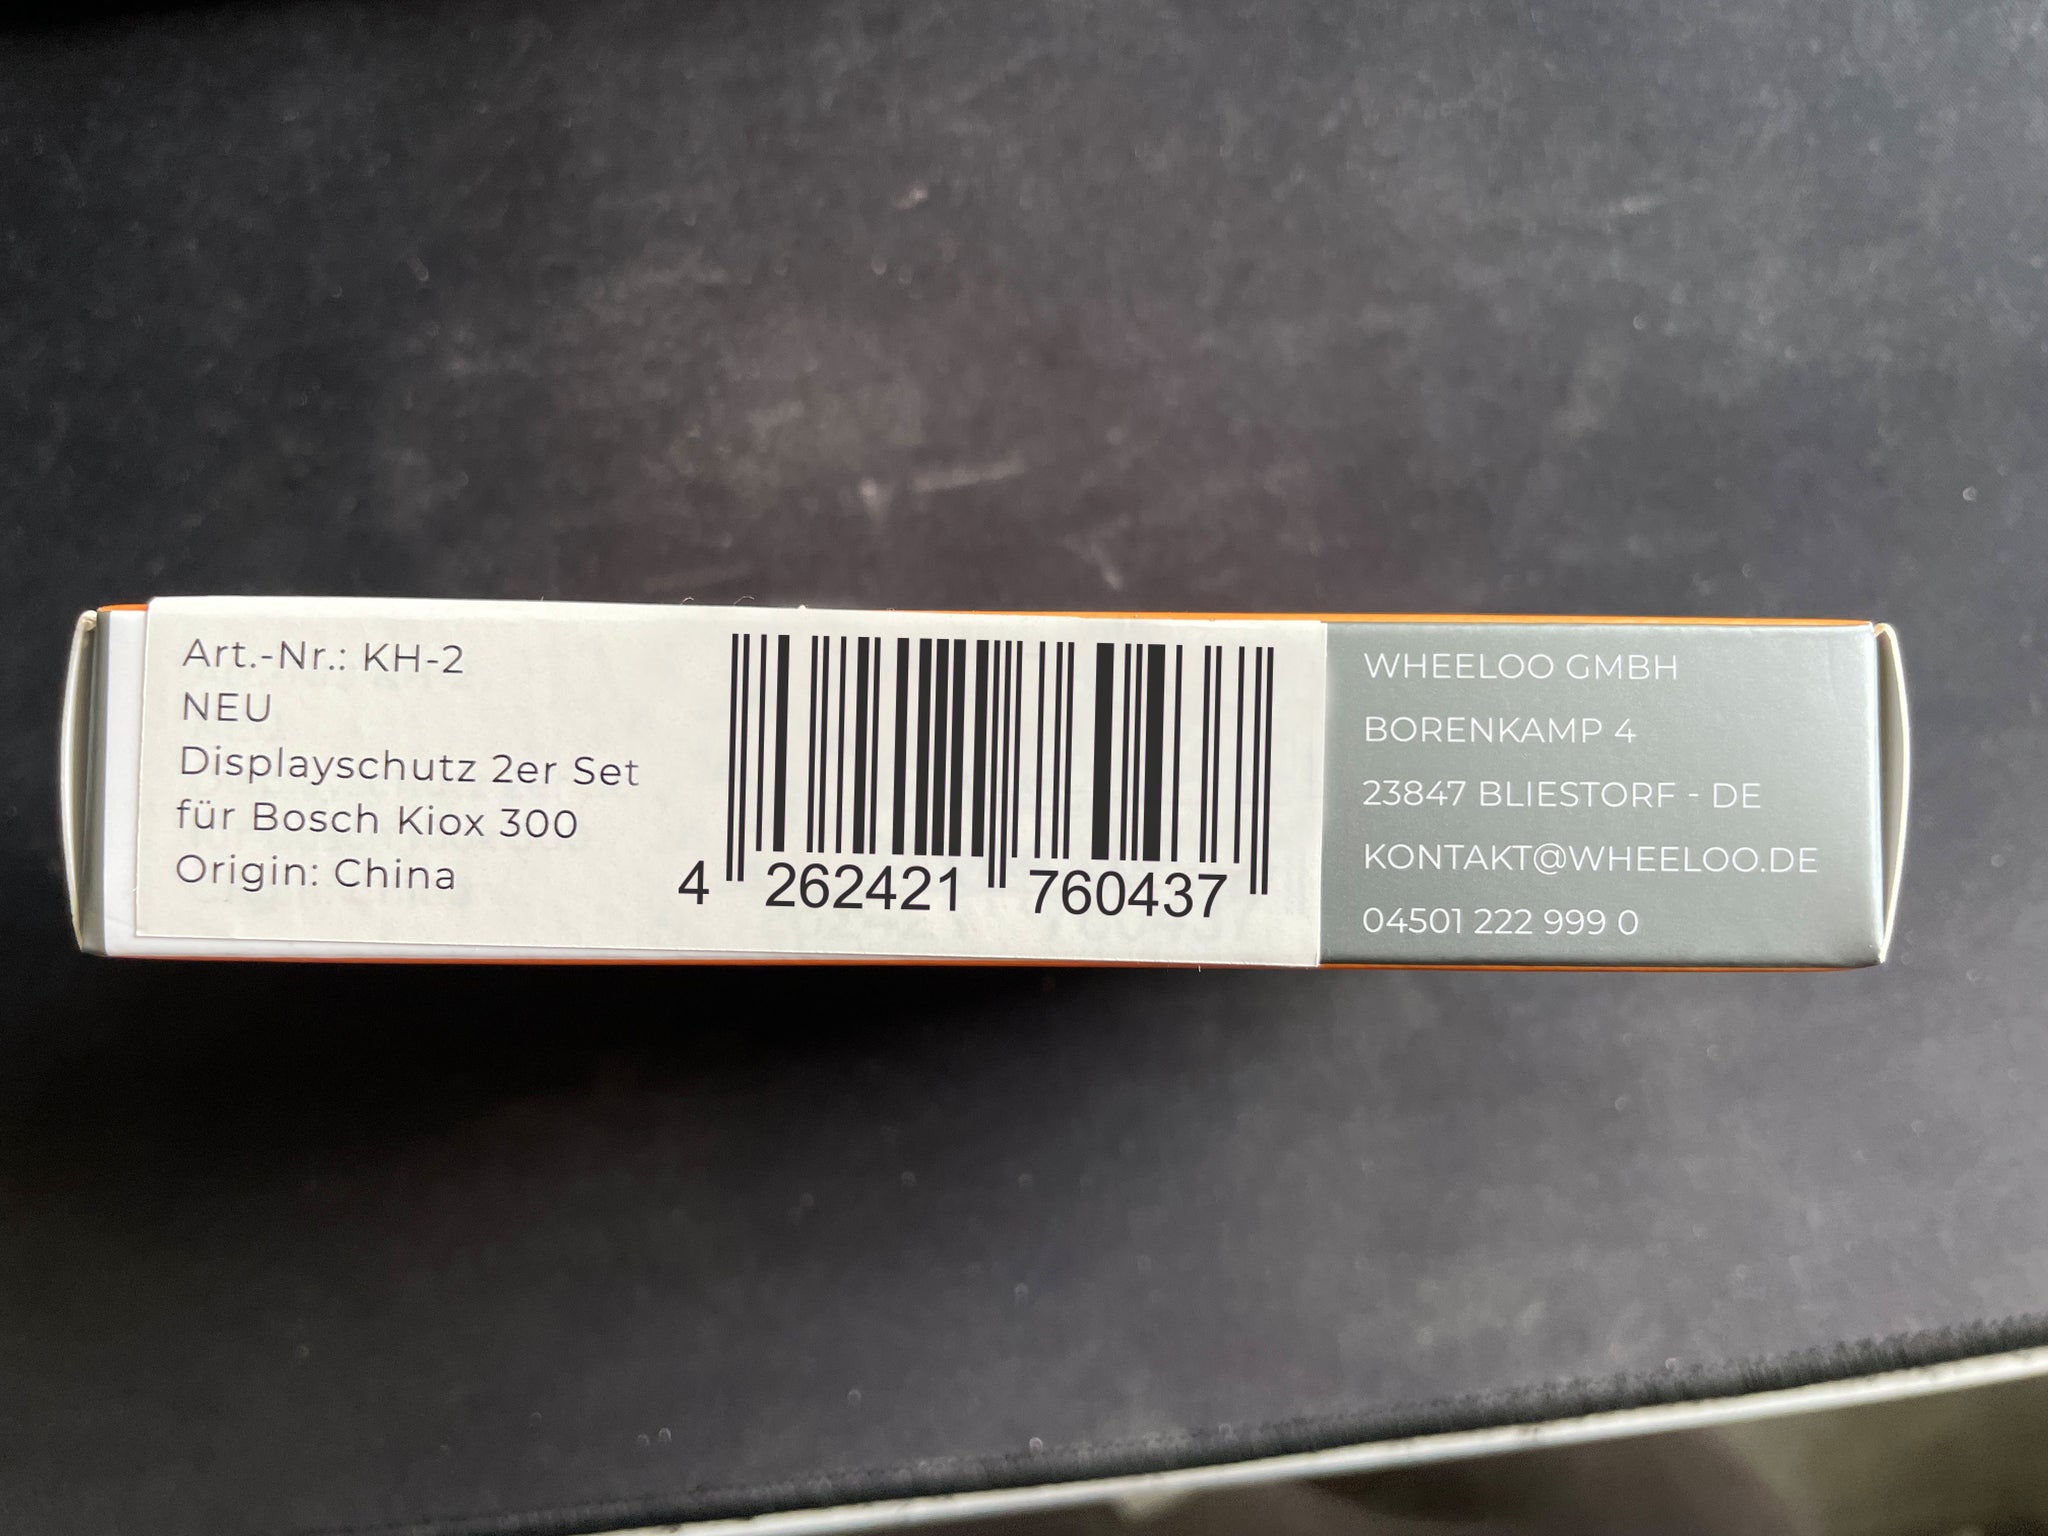 Art.-Nr.: KH-2
NEU
Displayschutz 2er Set
für Bosch Kiox 300
Origin: China
4 262421 760437
WHEELOO GMBH
BORENKAMP 4
23847 BLIESTORF - DE
KONTAKT@WHEELOO.DE
04501 222 999 0